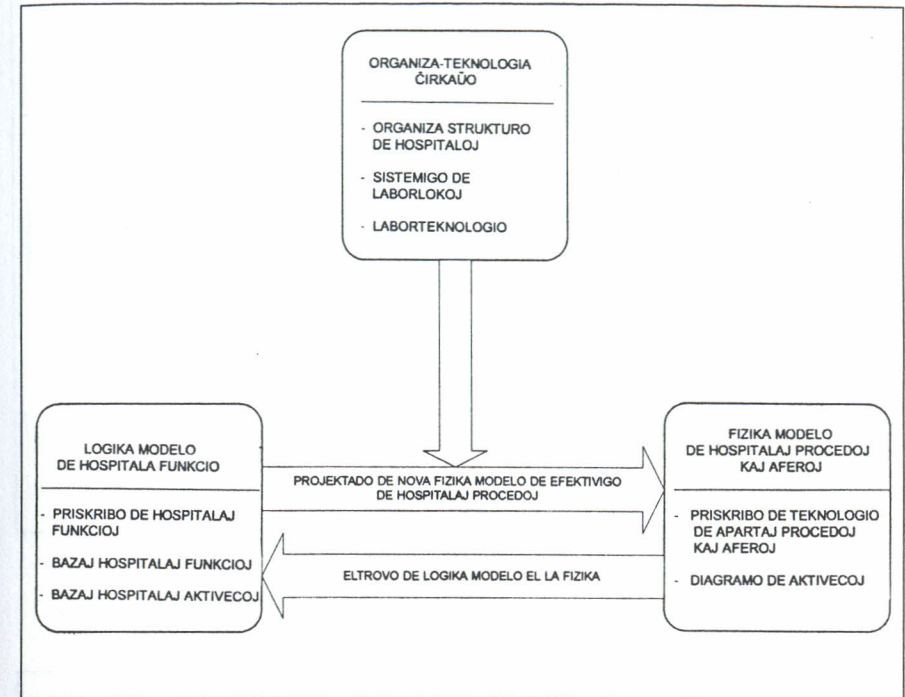 ORGANIZA-TEKNOLOGIA
ĈIRKAŬO
- ORGANIZA STRUKTURO
DE HOSPITALOJ
- SISTEMIGO DE
LABORLOKOJ
- LABORTEKNOLOGIO
LOGIKA MODELO
DE HOSPITALA FUNKCIO
- PRISKRIBO DE HOSPITALAJ
FUNKCIOJ
- BAZAJ HOSPITALAJ FUNKCIOJ
- BAZAJ HOSPITALAJ AKTIVECOJ
PROJEKTADO DE NOVA FIZIKA MODELO DE EFEKTIVIGO
DE HOSPITALAJ PROCEDOJ
ELTROVO DE LOGIKA MODELO EL LA FIZIKA
FIZIKA MODELO
DE HOSPITALAJ PROCEDOJ
KAJ AFEROJ
- PRISKRIBO DE TEKNOLOGIO
DE APARTAJ PROCEDOJ
KAJ AFEROJ
- DIAGRAMO DE AKTIVECOJ